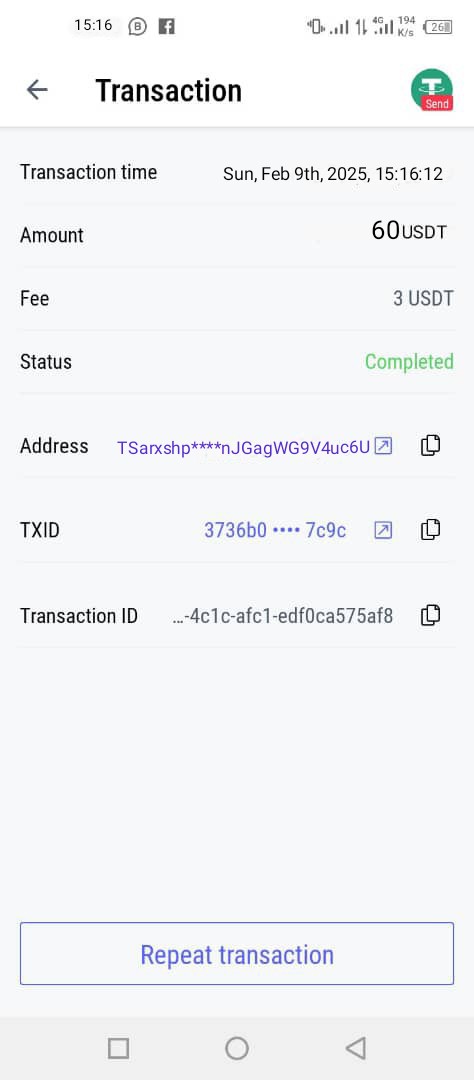 15:16
4G 194 K/s 26
Transaction
Send
Transaction time Sun, Feb 9th, 2025, 15:16:12
Amount 60USDT
Fee 3 USDT
Status Completed
Address TSarxshp****nJGagWG9V4uc6U
TXID 3736b0 •••• 7c9c
Transaction ID …-4c1c-afc1-edf0ca575af8
Repeat transaction